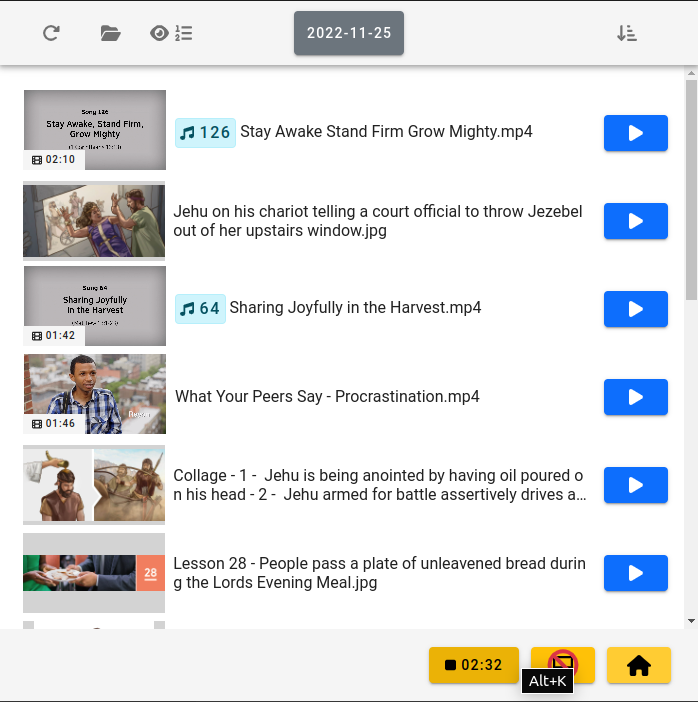 2022-11-25
Song 126
Stay Awake, Stand Firm,
Grow Mighty
02:10
126 Stay Awake Stand Firm Grow Mighty.mp4
Jehu on his chariot telling a court official to throw Jezebel
out of her upstairs window.jpg
Song 64
Sharing Joyfully
in the Harvest
01:42
64 Sharing Joyfully in the Harvest.mp4
01:46
What Your Peers Say - Procrastination.mp4
Collage - 1 - Jehu is being anointed by having oil poured o
n his head - 2 - Jehu armed for battle assertively drives a…
28
Lesson 28 - People pass a plate of unleavened bread durin
g the Lords Evening Meal.jpg
02:32
Alt+K